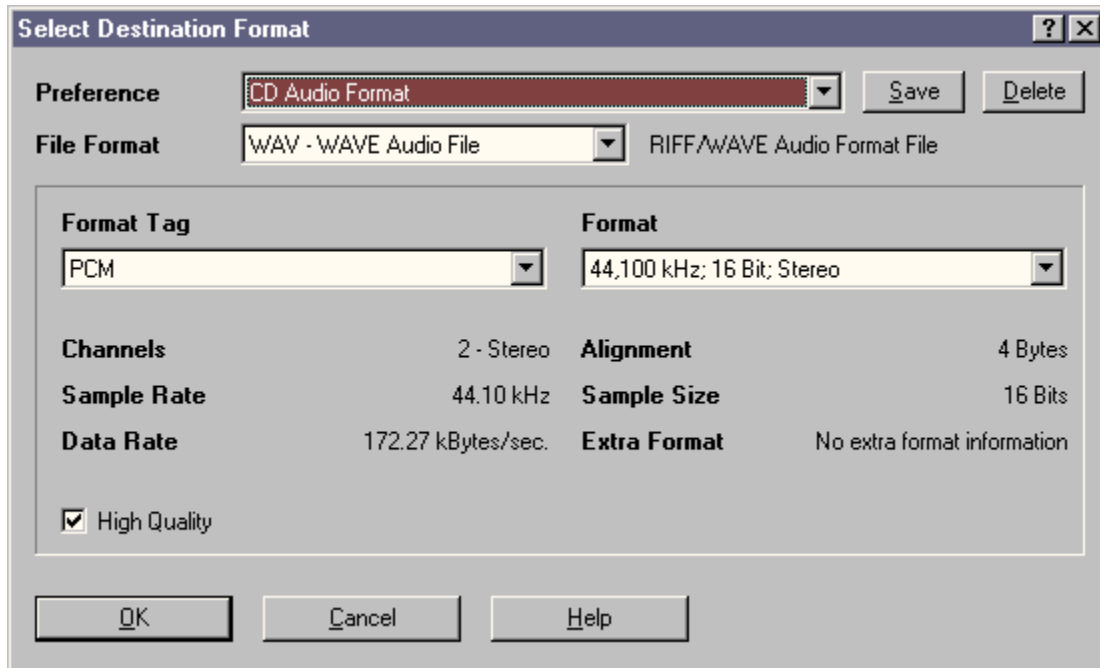 Select Destination Format
Preference CD Audio Format Save Delete
File Format WAV - WAVE Audio File RIFF/WAVE Audio Format File
Format Tag Format
PCM 44,100 kHz; 16 Bit; Stereo
Channels 2 - Stereo Alignment 4 Bytes
Sample Rate 44.10 kHz Sample Size 16 Bits
Data Rate 172.27 kBytes/sec. Extra Format No extra format information
High Quality
OK Cancel Help